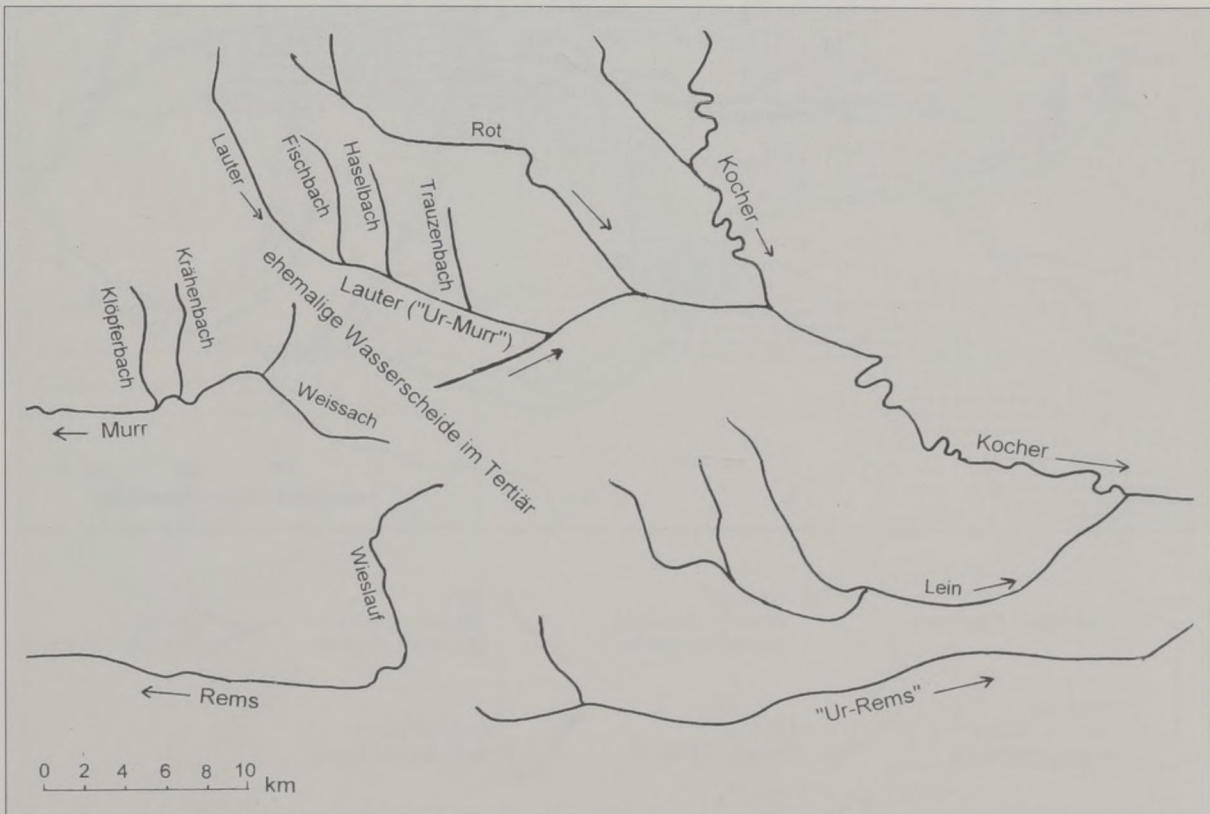 Rot
Lauter
Fischbach
Haselbach
Trauzenbach
Kocher
Krähenbach
Klöpferbach
Lauter ("Ur-Murr")
ehemalige Wasserscheide im Tertiär
Weissach
Murr
Kocher
Wieslauf
Lein
Rems
"Ur-Rems"
0 2 4 6 8 10 km